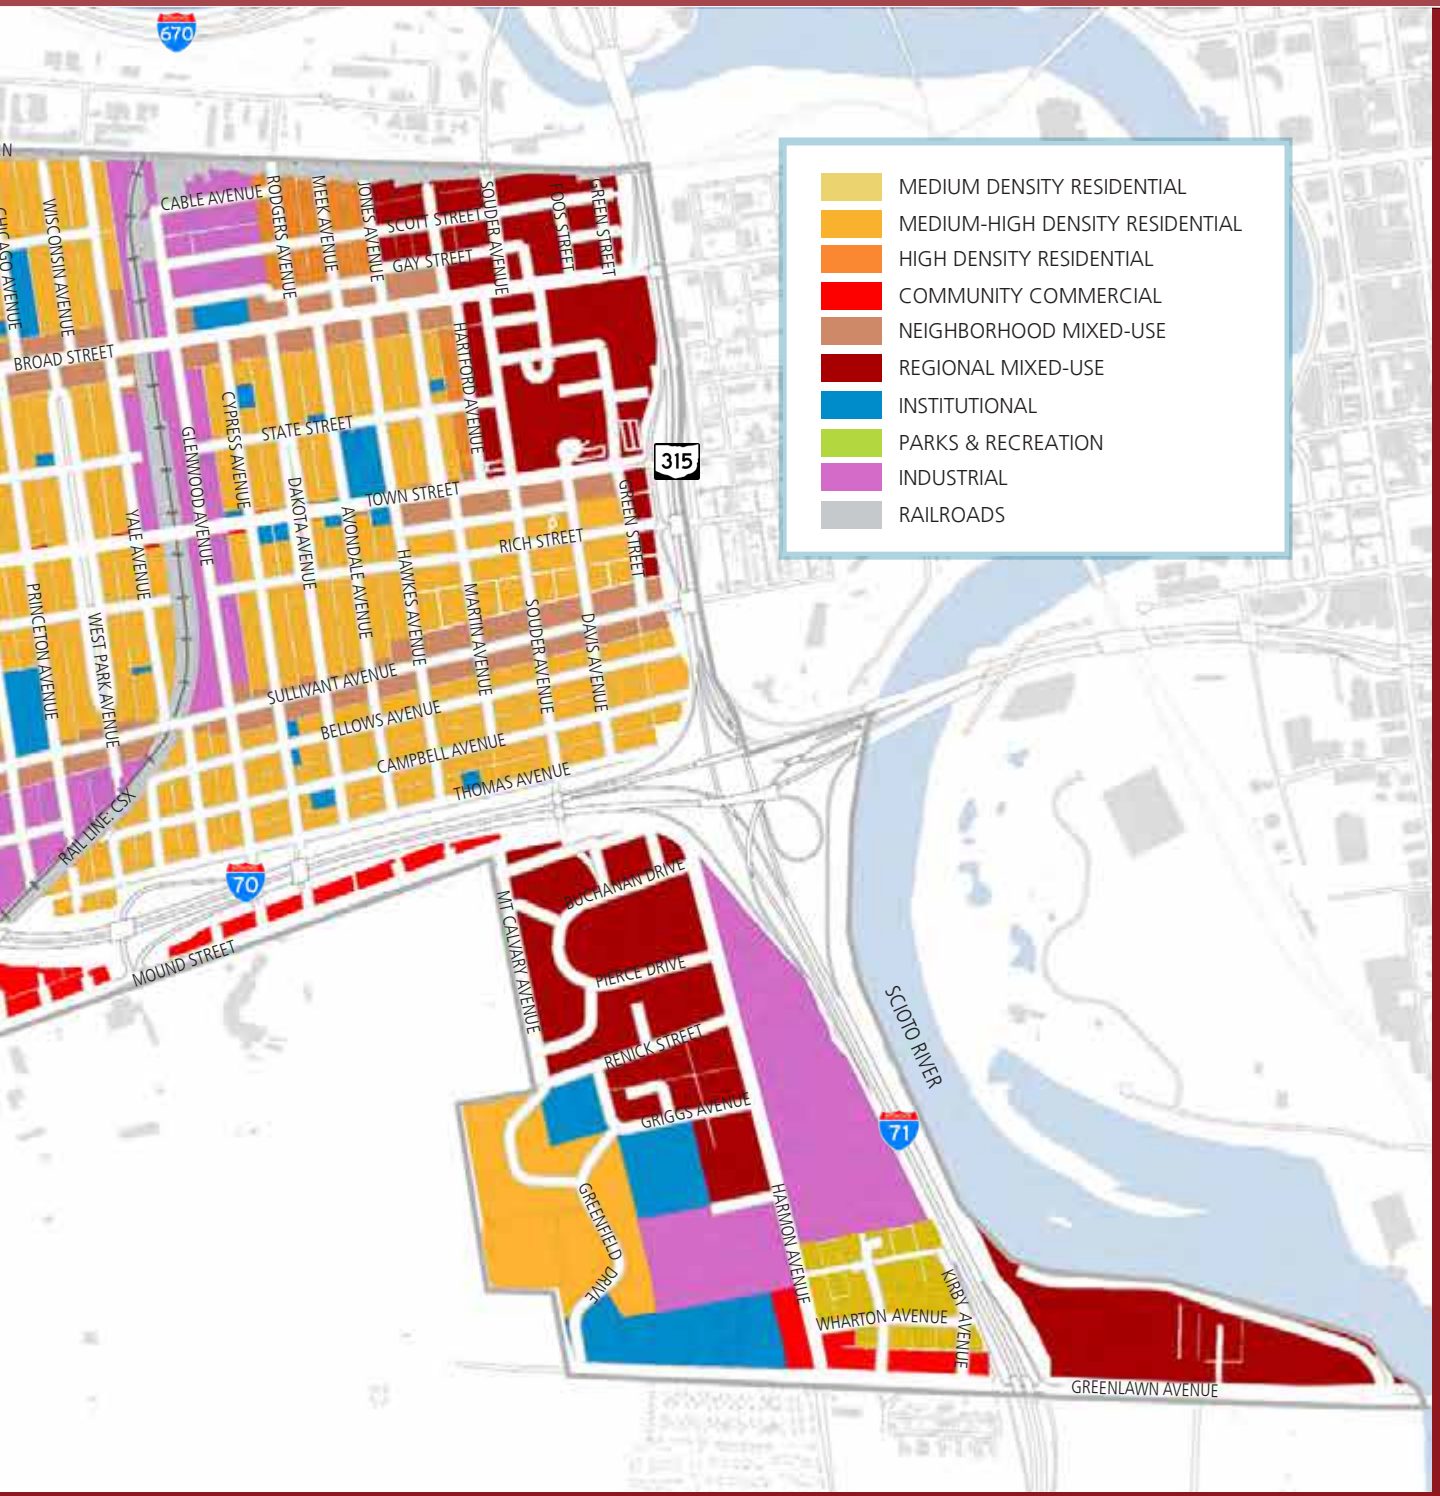 670
N
CABLE AVENUE
RODGERS AVENUE
MEEK AVENUE
JONES AVENUE
SCOTT STREET
SOUDER AVENUE
FOOS STREET
GREEN STREET
GAY STREET
CHICAGO AVENUE
WISCONSIN AVENUE
BROAD STREET
HARTFORD AVENUE
CYPRESS AVENUE
STATE STREET
GLENWOOD AVENUE
315
TOWN STREET
DAKOTA AVENUE
AVONDALE AVENUE
YALE AVENUE
RICH STREET
GREEN STREET
HAWKES AVENUE
MARTIN AVENUE
SOUDER AVENUE
DAVIS AVENUE
PRINCETON AVENUE
WEST PARK AVENUE
SULLIVANT AVENUE
BELLOWS AVENUE
CAMPBELL AVENUE
THOMAS AVENUE
RAIL LINE: CSX
70
MOUND STREET
MT CALVARY AVENUE
BUCHANAN DRIVE
PIERCE DRIVE
RENICK STREET
GRIGGS AVENUE
SCIOTO RIVER
71
GREENFIELD DRIVE
HARMON AVENUE
KIRBY AVENUE
WHARTON AVENUE
GREENLAWN AVENUE
MEDIUM DENSITY RESIDENTIAL
MEDIUM-HIGH DENSITY RESIDENTIAL
HIGH DENSITY RESIDENTIAL
COMMUNITY COMMERCIAL
NEIGHBORHOOD MIXED-USE
REGIONAL MIXED-USE
INSTITUTIONAL
PARKS & RECREATION
INDUSTRIAL
RAILROADS